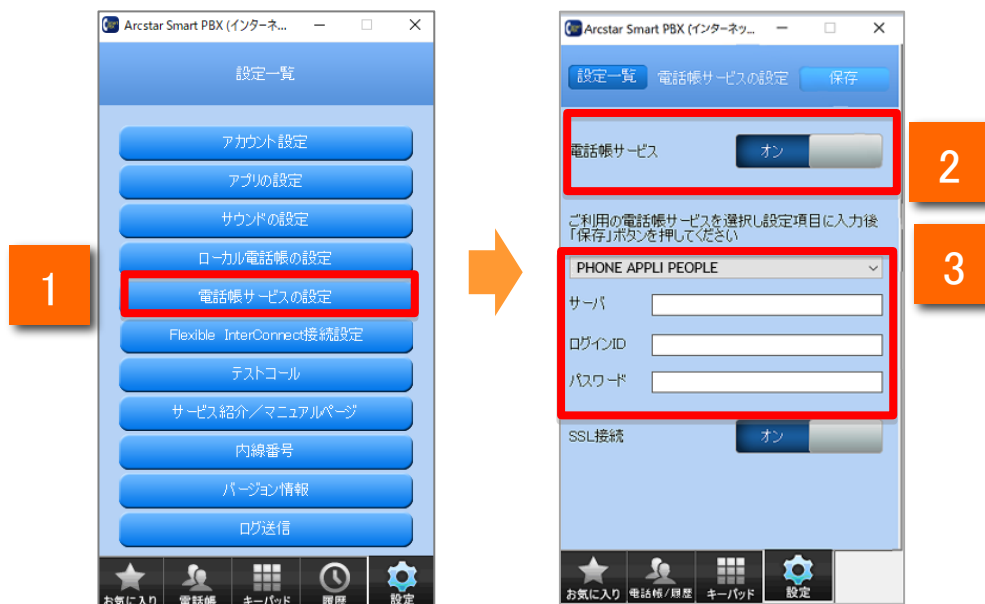 Arcstar Smart PBX (インターネ...
設定一覧
アカウント設定
アプリの設定
サウンドの設定
ローカル電話帳の設定
電話帳サービスの設定
Flexible InterConnect接続設定
テストコール
サービス紹介／マニュアルページ
内線番号
バージョン情報
ログ送信
お気に入り 電話帳 キーパッド 履歴 設定
1
Arcstar Smart PBX (インターネッ...
設定一覧 電話帳サービスの設定 保存
電話帳サービス オン
2
ご利用の電話帳サービスを選択し設定項目に入力後
「保存」ボタンを押してください
PHONE APPLI PEOPLE
サーバ
ログインID
パスワード
3
SSL接続 オン
お気に入り 電話帳/履歴 キーパッド 設定